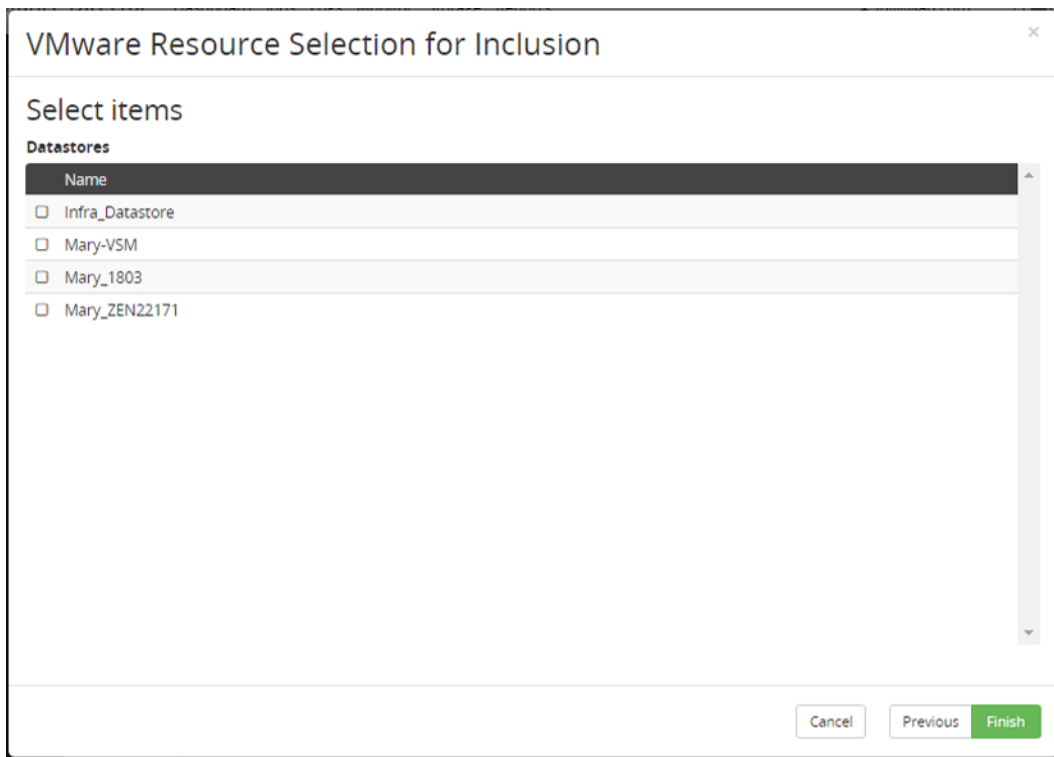 VMware Resource Selection for Inclusion
×
Select items
Datastores
Name
Infra_Datastore
Mary-VSM
Mary_1803
Mary_ZEN22171
Cancel Previous Finish